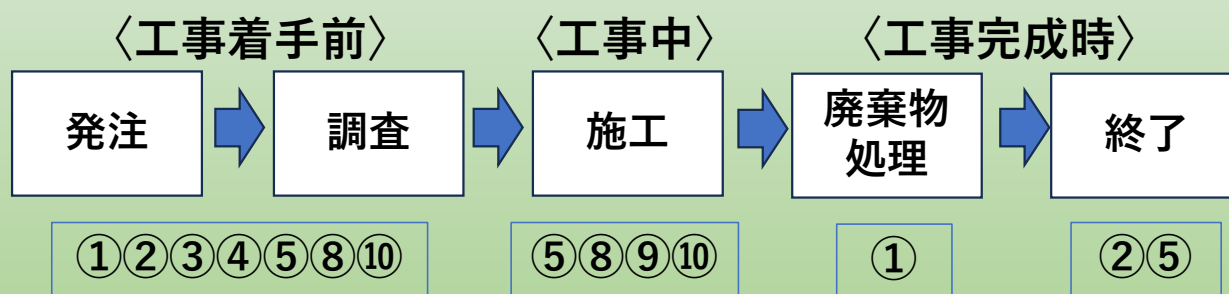 〈工事着手前〉 〈工事中〉 〈工事完成時〉
発注 調査 施工 廃棄物
処理 終了
①②③④⑤⑧⑩ ⑤⑧⑨⑩ ① ②⑤